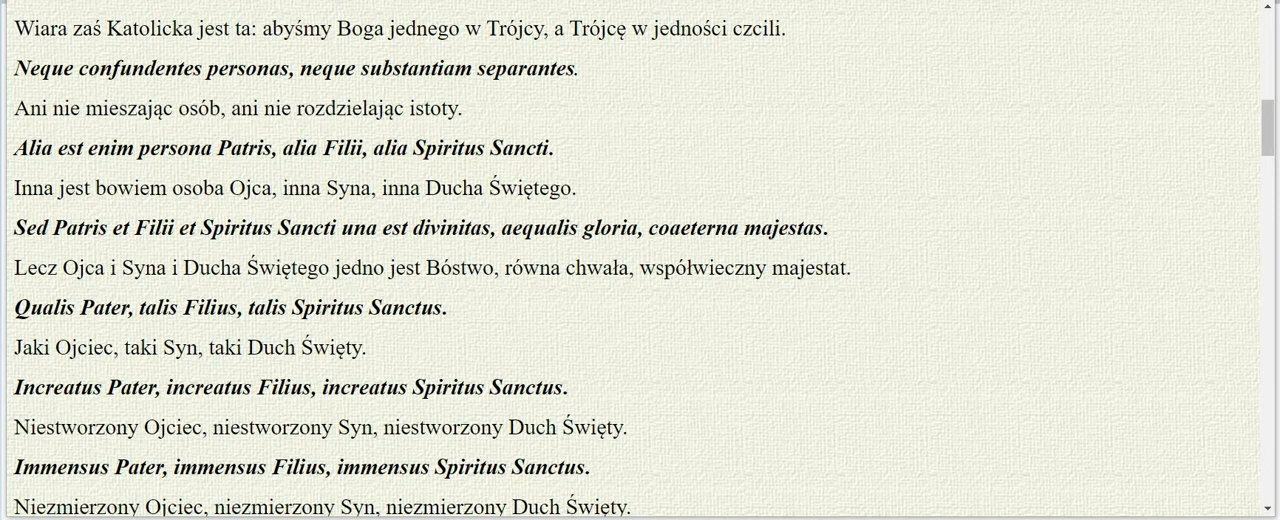 Wiara zaś Katolicka jest ta: abyśmy Boga jednego w Trójcy, a Trójcę w jedności czcili.
Neque confundentes personas, neque substantiam separantes.
Ani nie mieszając osób, ani nie rozdzielając istoty.
Alia est enim persona Patris, alia Filii, alia Spiritus Sancti.
Inna jest bowiem osoba Ojca, inna Syna, inna Ducha Świętego.
Sed Patris et Filii et Spiritus Sancti una est divinitas, aequalis gloria, coaeterna majestas.
Lecz Ojca i Syna i Ducha Świętego jedno jest Bóstwo, równa chwała, współwieczny majestat.
Qualis Pater, talis Filius, talis Spiritus Sanctus.
Jaki Ojciec, taki Syn, taki Duch Święty.
Increatus Pater, increatus Filius, increatus Spiritus Sanctus.
Niestworzony Ojciec, niestworzony Syn, niestworzony Duch Święty.
Immensus Pater, immensus Filius, immensus Spiritus Sanctus.
Niezmierzony Ojciec, niezmierzony Syn, niezmierzony Duch Święty.